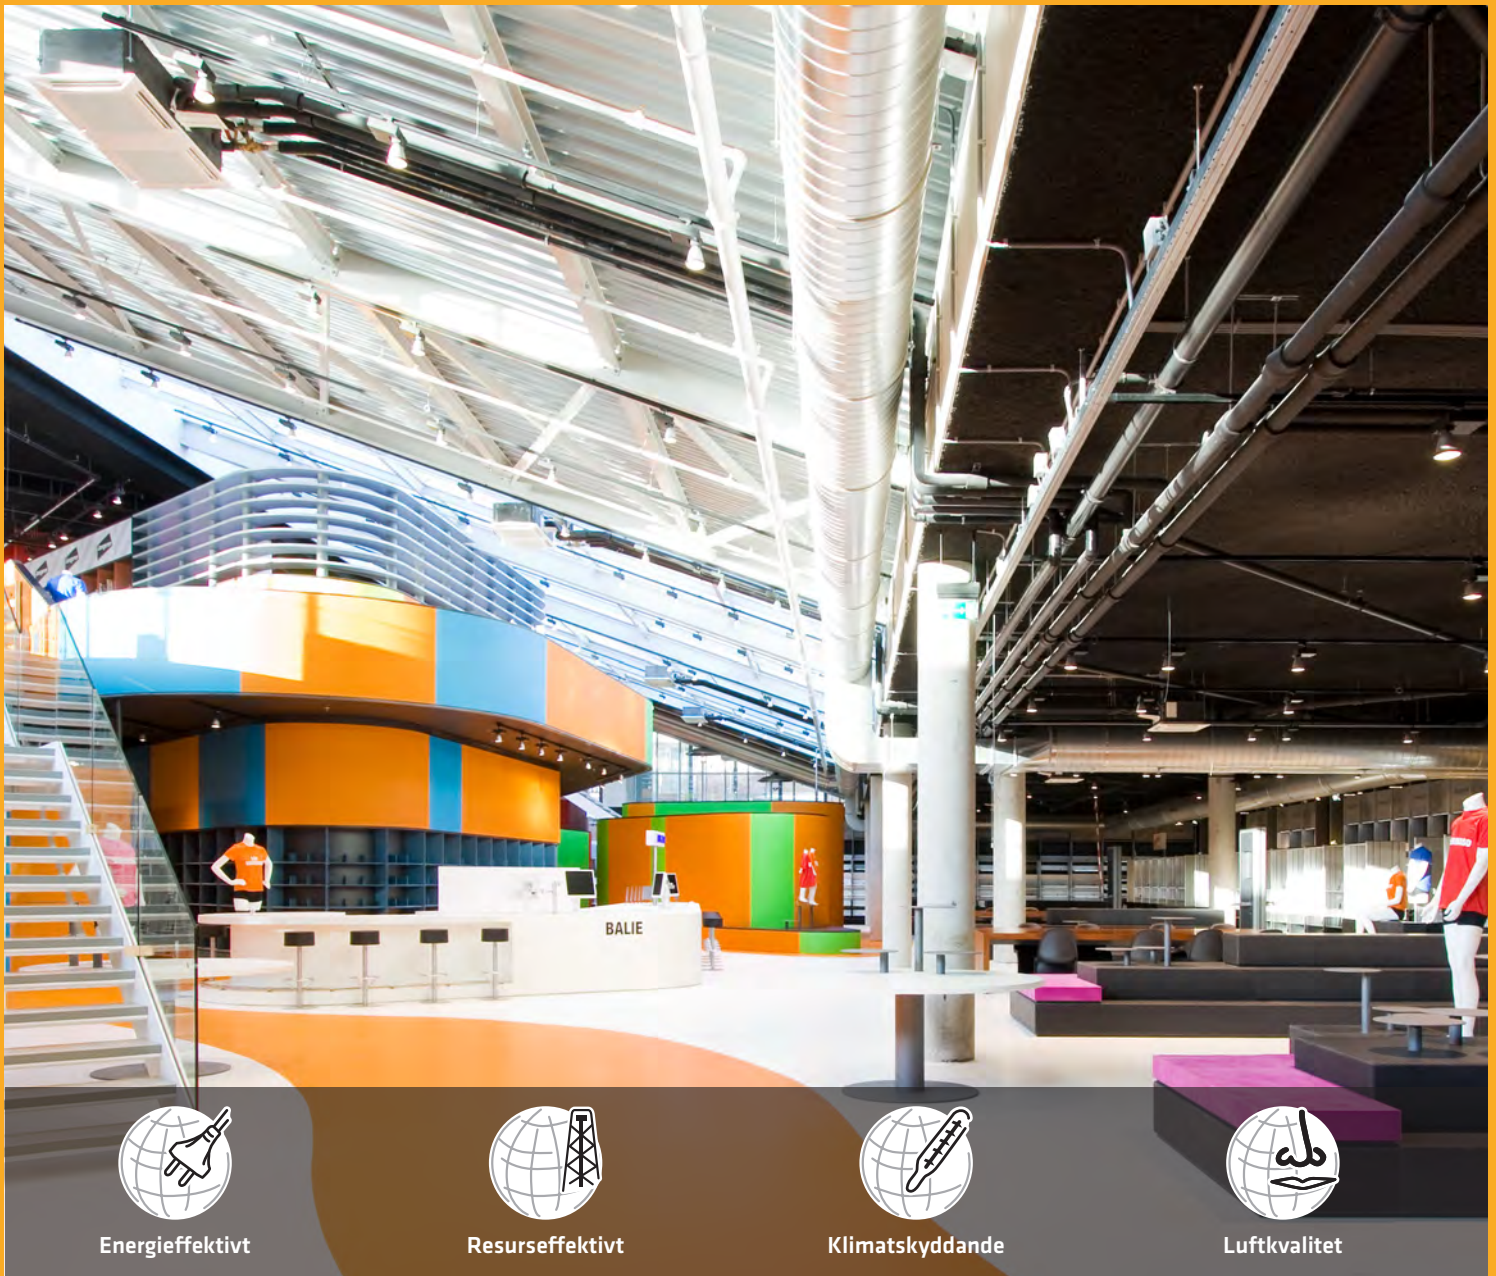 BALIE
Energieffektivt
Resurseffektivt
Klimatskyddande
Luftkvalitet